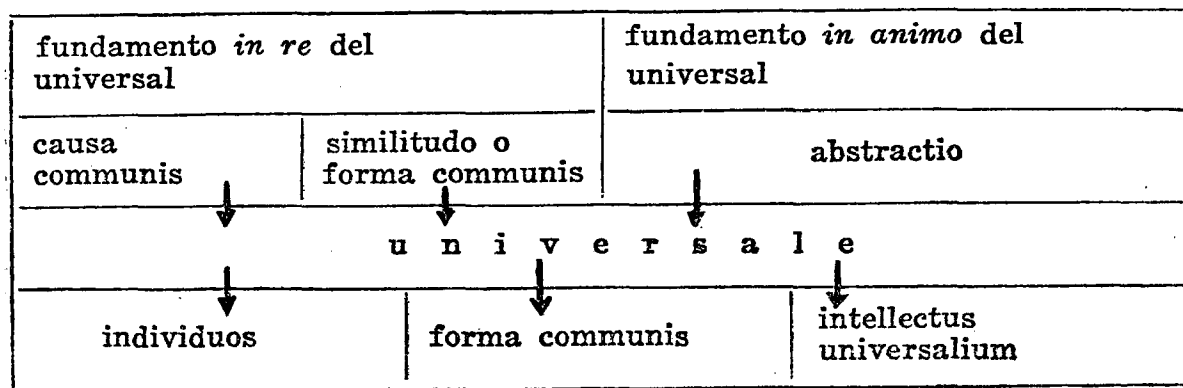 fundamento in re del
universal
fundamento in animo del
universal
causa
communis
similitudo o
forma communis
abstractio
u n i v e r s a l e
individuos
forma communis
intellectus
universalium